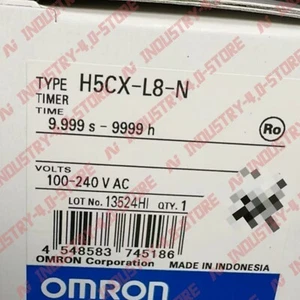 TYPE H5CX-L8-N
TIMER
TIME
9.999 s - 9999 h
Ro
VOLTS
100-240 V AC
LOT No. 13524HI QTY. 1
4 548583 745186
OMRON Corporation MADE IN INDONESIA
OMRON
INDUSTRY-4.0-STORE